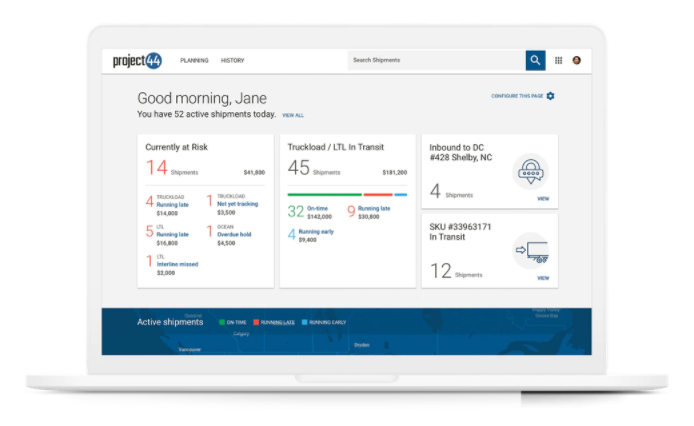 project44
PLANNING
HISTORY
Search Shipments
Good morning, Jane
CONFIGURE THIS PAGE
You have 52 active shipments today.
VIEW ALL
Currently at Risk
14 Shipments
$41,800
4 TRUCKLOAD
Running late
$14,000
1 TRUCKLOAD
Not yet tracking
$3,500
5 LTL
Running late
$16,800
1 OCEAN
Overdue hold
$4,500
1 LTL
Interline missed
$2,000
Truckload / LTL In Transit
45 Shipments
$181,200
32 On-time
$142,000
9 Running late
$30,800
4 Running early
$9,400
Inbound to DC
#428 Shelby, NC
4 Shipments
VIEW
SKU #33963171
In Transit
12 Shipments
VIEW
Active shipments
ON-TIME
RUNNING LATE
RUNNING EARLY
Calgary
Vancouver
Dryden